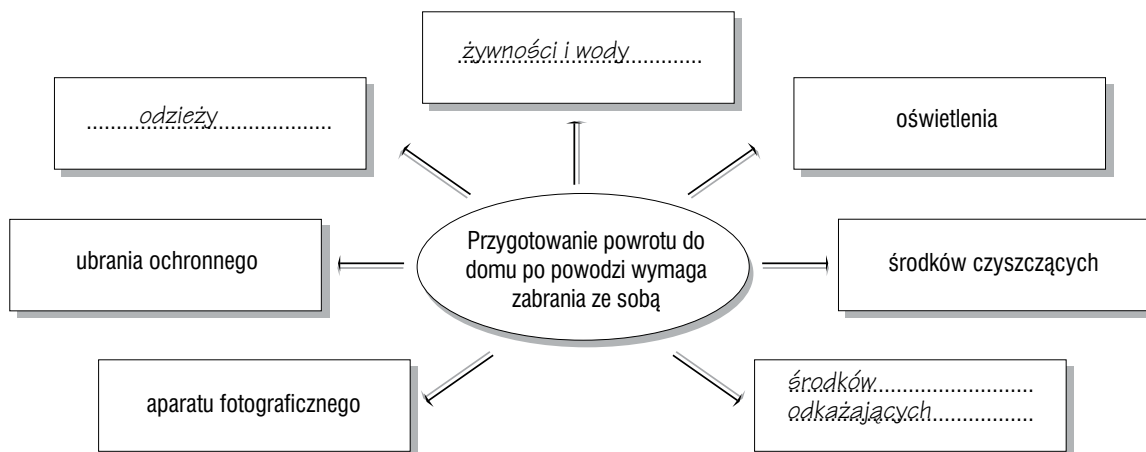 żywności i wody
odzieży
oświetlenia
ubrania ochronnego
Przygotowanie powrotu do
domu po powodzi wymaga
zabrania ze sobą
środków czyszczących
aparatu fotograficznego
środków
odkażających